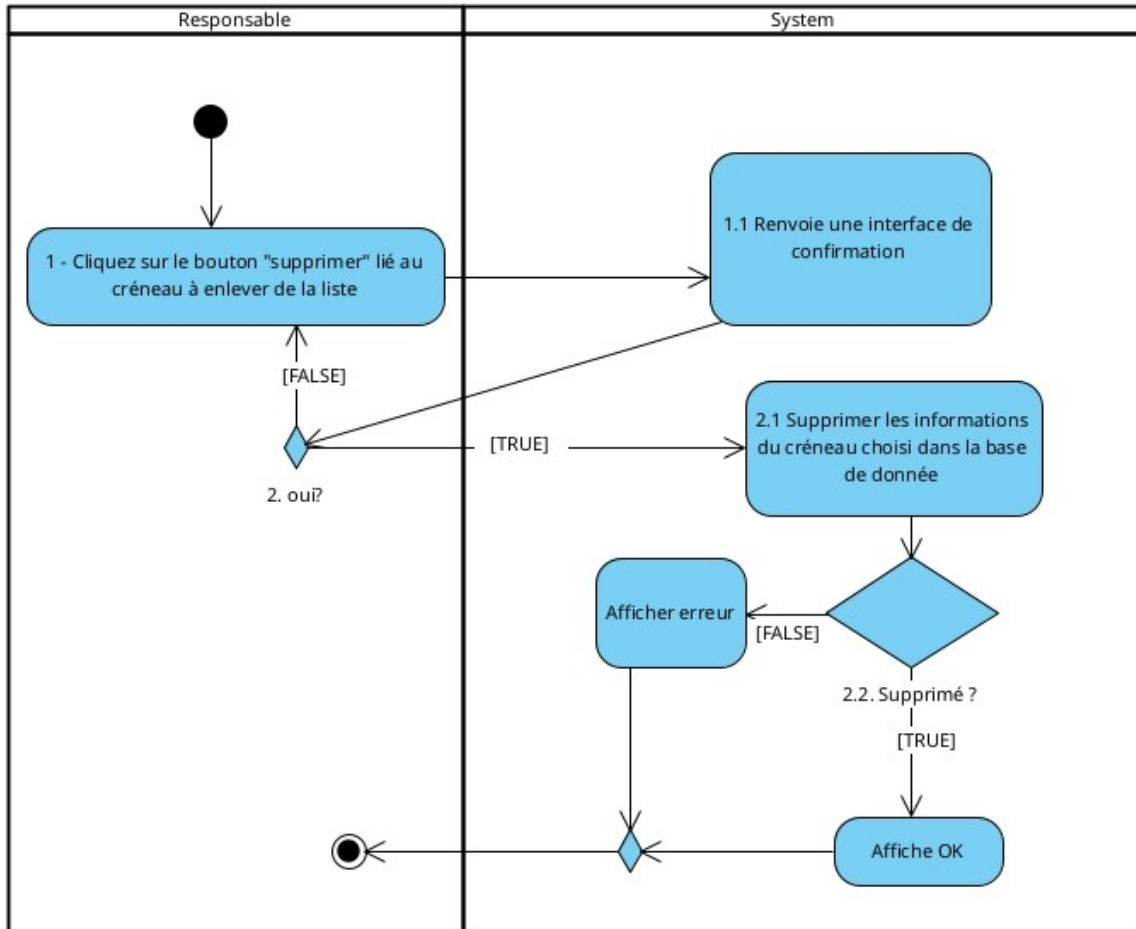 Responsable
System
1 - Cliquez sur le bouton "supprimer" lié au
créneau à enlever de la liste
1.1 Renvoie une interface de
confirmation
[FALSE]
[TRUE]
2. oui?
2.1 Supprimer les informations
du créneau choisi dans la base
de donnée
Afficher erreur
[FALSE]
2.2. Supprimé ?
[TRUE]
Affiche OK